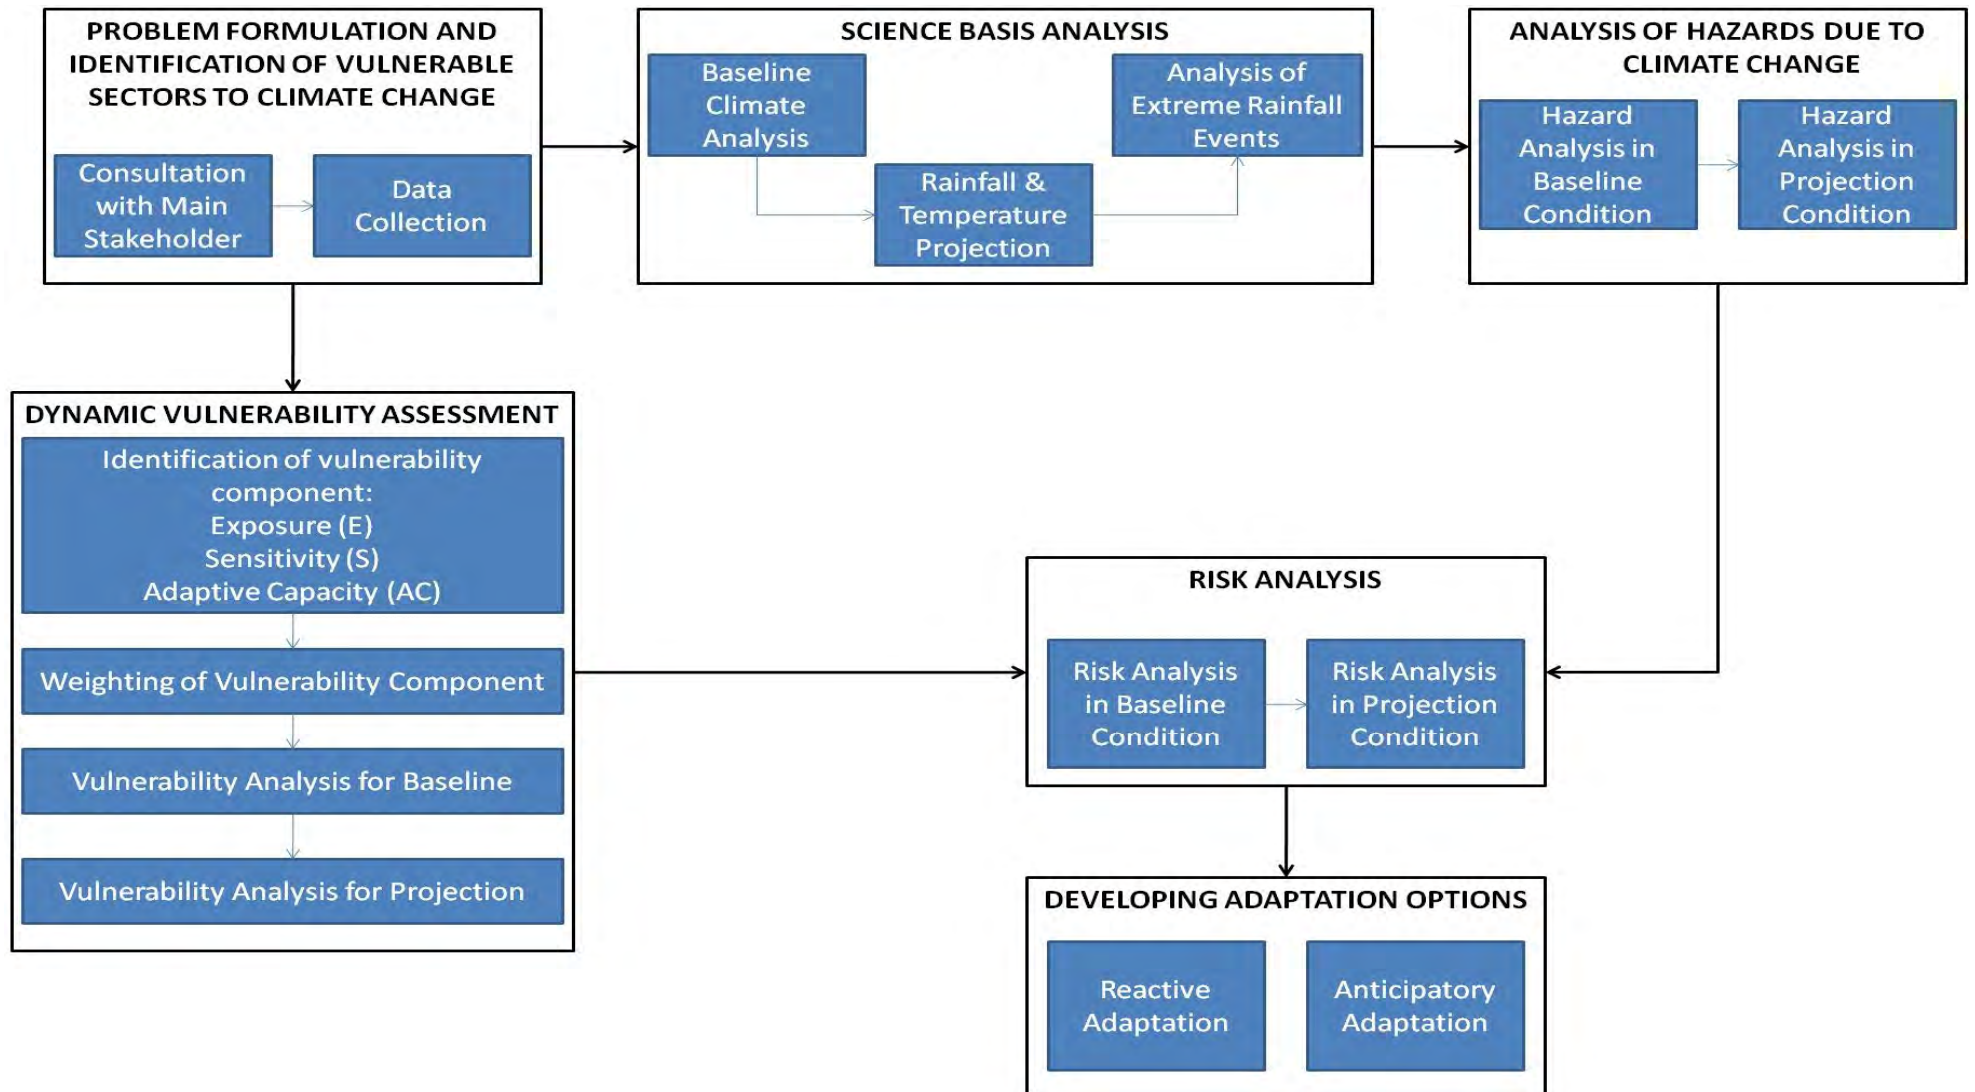 PROBLEM FORMULATION AND
IDENTIFICATION OF VULNERABLE
SECTORS TO CLIMATE CHANGE
Consultation
with Main
Stakeholder
Data
Collection
SCIENCE BASIS ANALYSIS
Baseline
Climate
Analysis
Rainfall &
Temperature
Projection
Analysis of
Extreme Rainfall
Events
ANALYSIS OF HAZARDS DUE TO
CLIMATE CHANGE
Hazard
Analysis in
Baseline
Condition
Hazard
Analysis in
Projection
Condition
DYNAMIC VULNERABILITY ASSESSMENT
Identification of vulnerability
component:
Exposure (E)
Sensitivity (S)
Adaptive Capacity (AC)
Weighting of Vulnerability Component
Vulnerability Analysis for Baseline
Vulnerability Analysis for Projection
RISK ANALYSIS
Risk Analysis
in Baseline
Condition
Risk Analysis
in Projection
Condition
DEVELOPING ADAPTATION OPTIONS
Reactive
Adaptation
Anticipatory
Adaptation